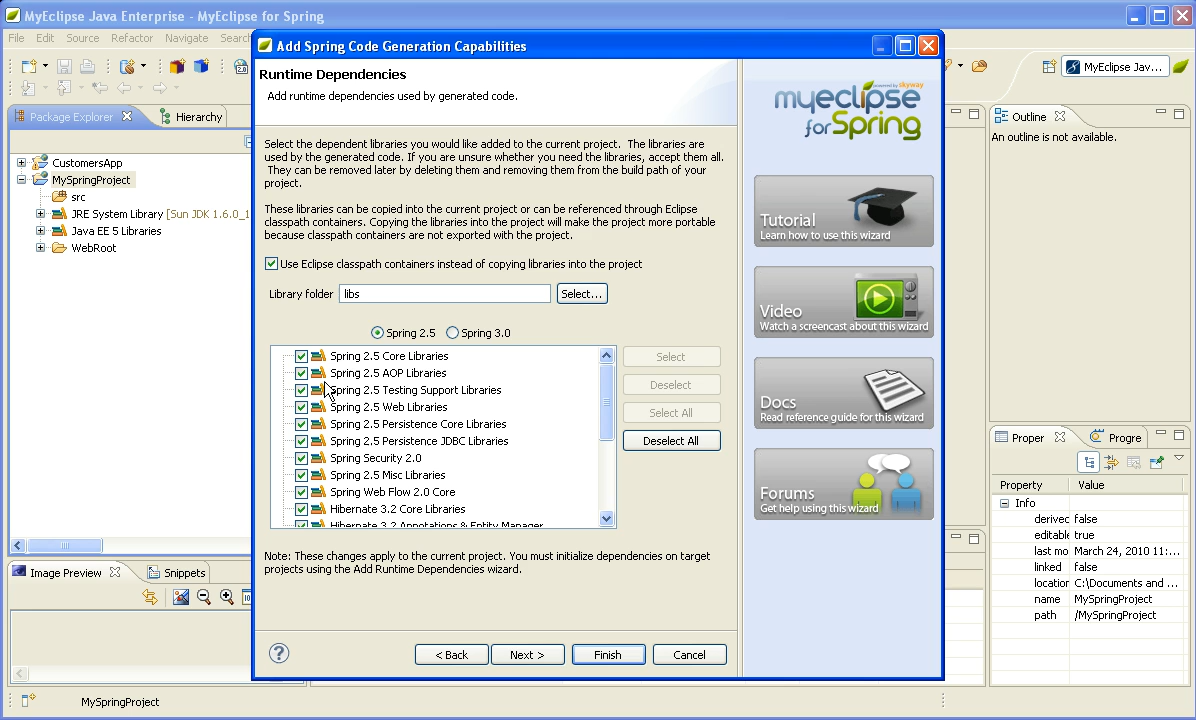 MyEclipse Java Enterprise - MyEclipse for Spring
File Edit Source Refactor Navigate Search
MyEclipse Jav...
Package Explorer
Hierarchy
CustomersApp
MySpringProject
src
JRE System Library [Sun JDK 1.6.0_1
Java EE 5 Libraries
WebRoot
Image Preview
Snippets
MySpringProject
Add Spring Code Generation Capabilities
Runtime Dependencies
Add runtime dependencies used by generated code.
Select the dependent libraries you would like added to the current project. The libraries are
used by the generated code. If you are unsure whether you need the libraries, accept them all.
They can be removed later by deleting them and removing them from the build path of your
project.
These libraries can be copied into the current project or can be referenced through Eclipse
classpath containers. Copying the libraries into the project will make the project more portable
because classpath containers are not exported with the project.
Use Eclipse classpath containers instead of copying libraries into the project
Library folder libs Select...
Spring 2.5 Spring 3.0
Spring 2.5 Core Libraries
Spring 2.5 AOP Libraries
Spring 2.5 Testing Support Libraries
Spring 2.5 Web Libraries
Spring 2.5 Persistence Core Libraries
Spring 2.5 Persistence JDBC Libraries
Spring Security 2.0
Spring 2.5 Misc Libraries
Spring Web Flow 2.0 Core
Hibernate 3.2 Core Libraries
Hibernate 3.2 Annotations & Entity Manager
Select
Deselect
Select All
Deselect All
Note: These changes apply to the current project. You must initialize dependencies on target
projects using the Add Runtime Dependencies wizard.
< Back Next > Finish Cancel
powered by skyway
myeclipse
for Spring
Tutorial
Learn how to use this wizard
Video
Watch a screencast about this wizard
Docs
Read reference guide for this wizard
Forums
Get help using this wizard
Outline
An outline is not available.
Proper
Progre
Property Value
Info
derivec false
editable true
last mo March 24, 2010 11:...
linked false
location C:\Documents and ...
name MySpringProject
path /MySpringProject